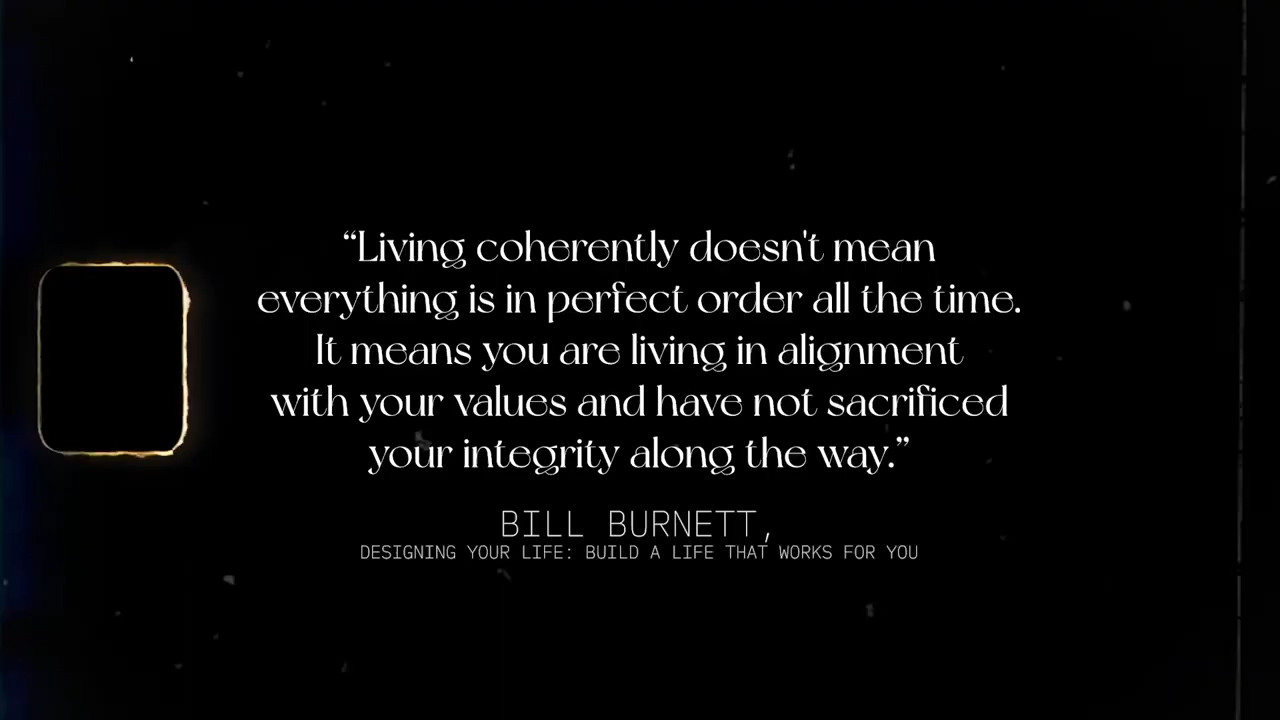 “Living coherently doesn't mean
everything is in perfect order all the time.
It means you are living in alignment
with your values and have not sacrificed
your integrity along the way.”
BILL BURNETT,
DESIGNING YOUR LIFE: BUILD A LIFE THAT WORKS FOR YOU